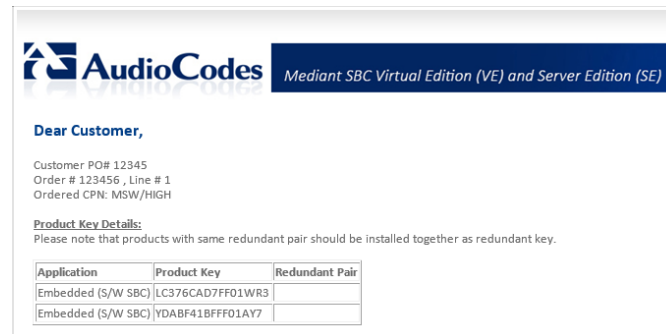 AudioCodes Mediant SBC Virtual Edition (VE) and Server Edition (SE)
Dear Customer,
Customer PO# 12345
Order # 123456 , Line # 1
Ordered CPN: MSW/HIGH
Product Key Details:
Please note that products with same redundant pair should be installed together as redundant key.
Application Product Key Redundant Pair
Embedded (S/W SBC) LC376CAD7FF01WR3
Embedded (S/W SBC) YDABF41BFFF01AY7